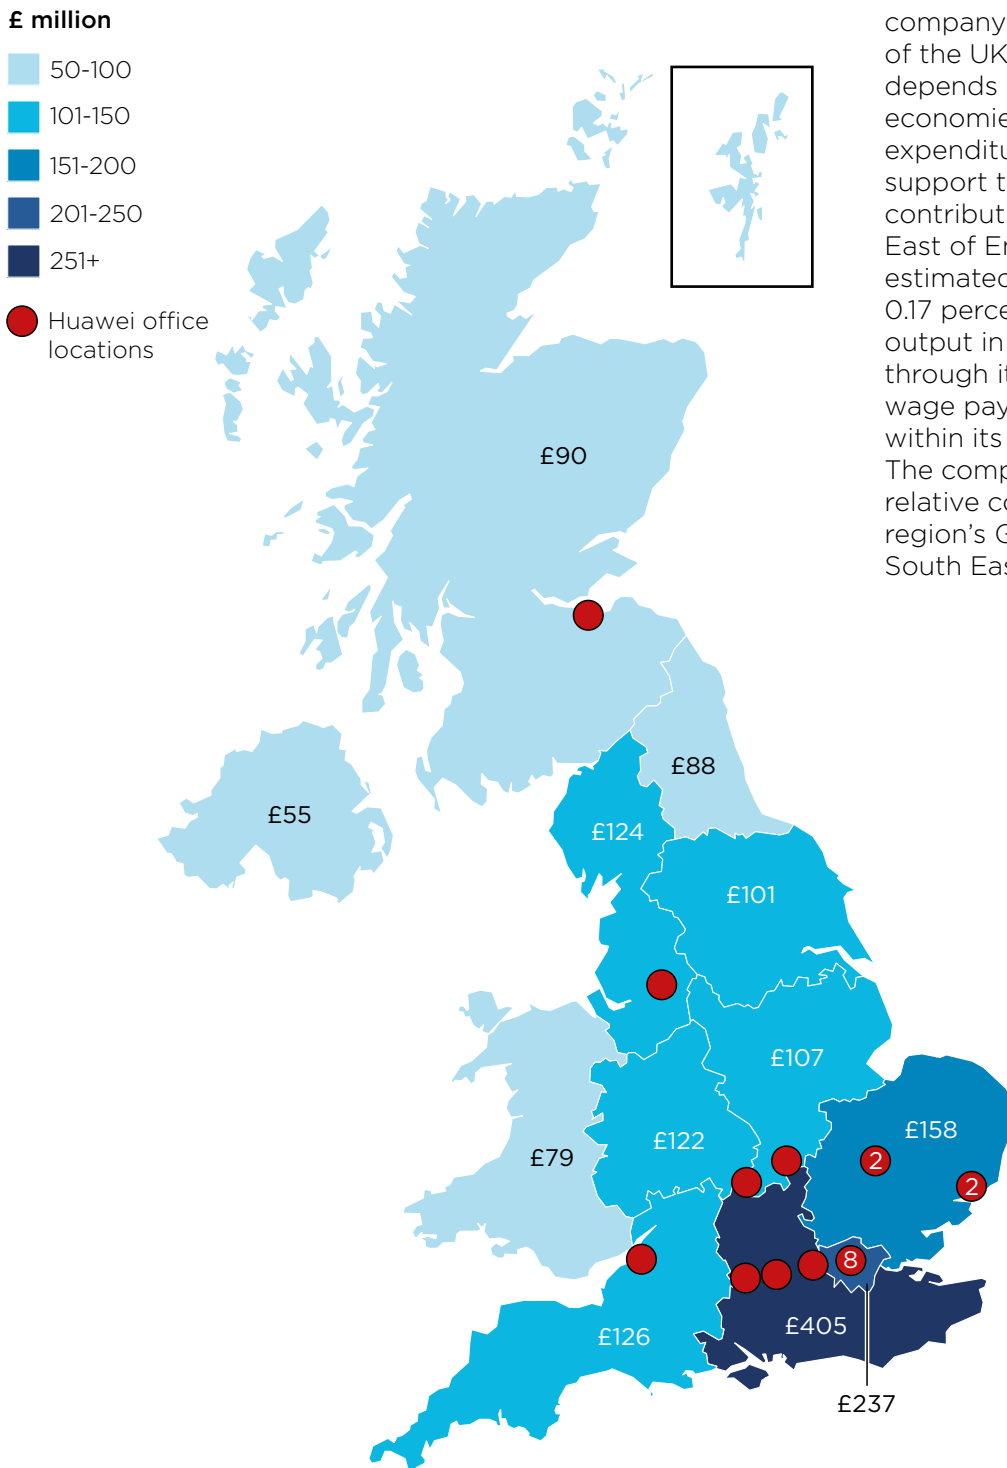 £ million
50-100
101-150
151-200
201-250
251+
Huawei office
locations
company
of the UK
depends
economie
expenditu
support t
contribut
East of En
estimated
0.17 perce
output in
through it
wage pay
within its
The comp
relative co
region's G
South Eas
£90
£88
£55
£124
£101
£107
£158
£122
£79
2
2
8
£405
£126
£237